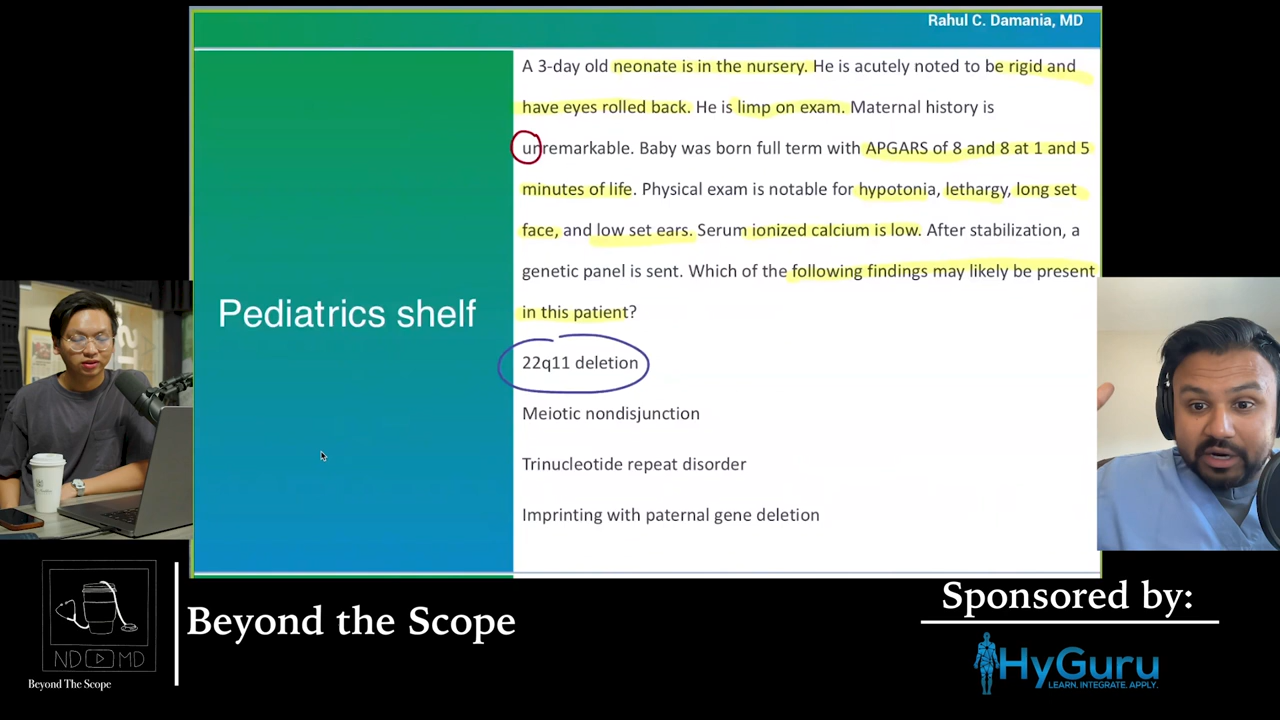 Rahul C. Damania, MD
A 3-day old neonate is in the nursery. He is acutely noted to be rigid and
have eyes rolled back. He is limp on exam. Maternal history is
unremarkable. Baby was born full term with APGARS of 8 and 8 at 1 and 5
minutes of life. Physical exam is notable for hypotonia, lethargy, long set
face, and low set ears. Serum ionized calcium is low. After stabilization, a
genetic panel is sent. Which of the following findings may likely be present
in this patient?
Pediatrics shelf
22q11 deletion
Meiotic nondisjunction
Trinucleotide repeat disorder
Imprinting with paternal gene deletion
ND MD
Beyond The Scope
Beyond the Scope
Sponsored by:
HyGuru
LEARN. INTEGRATE. APPLY.